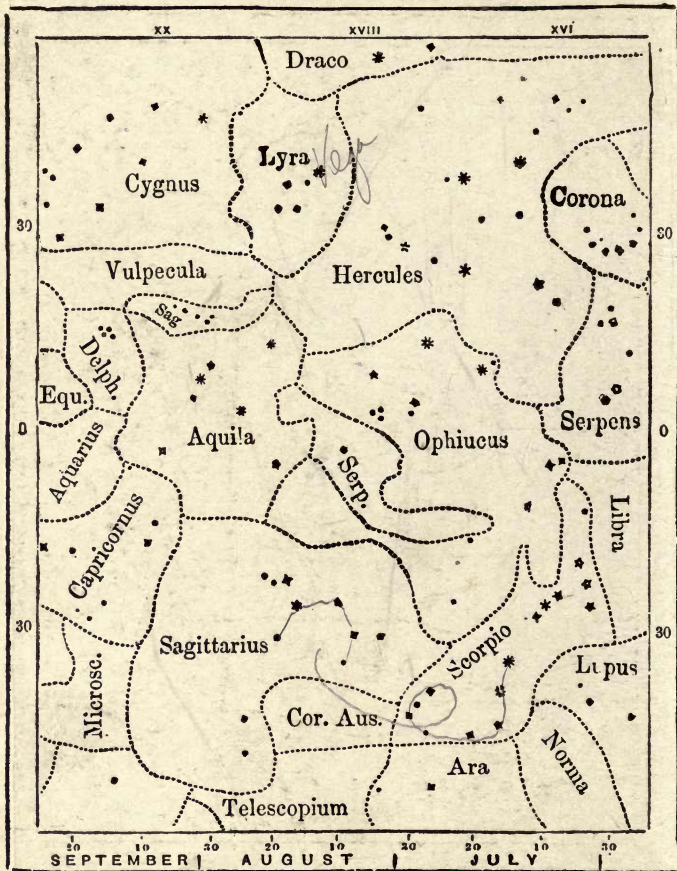 XX XVIII XVI
Draco
Lyra
Vega
Cygnus
Corona
30 30
Vulpecula
Hercules
Sag
Delph.
Equ.
0 Aquila Ophiucus Serpens 0
Aquarius
Serp.
Libra
Capricornus
30 Sagittarius Scorpio 30
Lupus
Microsc.
Cor. Aus.
Norma
Ara
Telescopium
20 10 30 20 10 30 20 10 30
SEPTEMBER AUGUST JULY